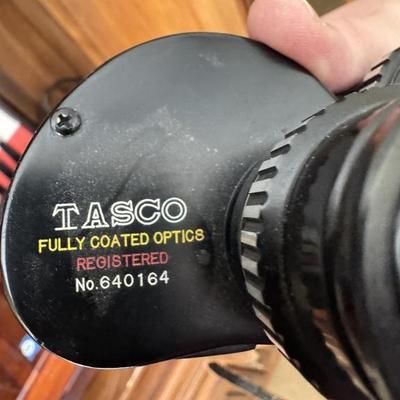 TASCO
FULLY COATED OPTICS
REGISTERED
No.640164